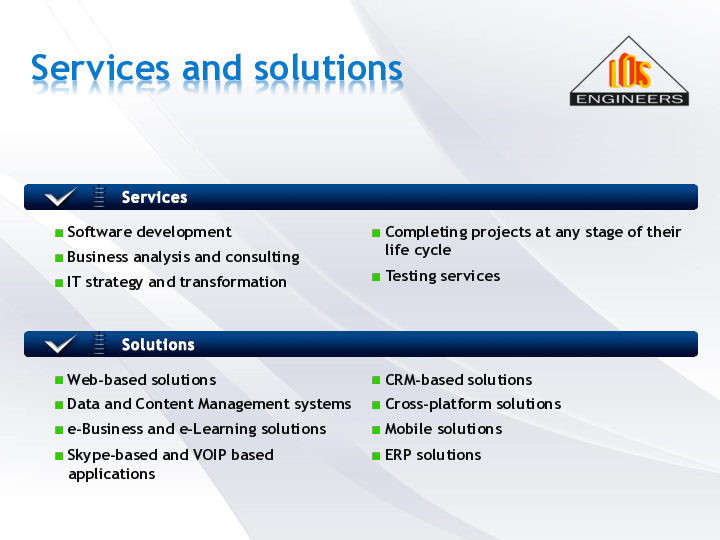 Services and solutions
ENGINEERS
Services
Software development
Business analysis and consulting
IT strategy and transformation
Completing projects at any stage of their
life cycle
Testing services
Solutions
Web-based solutions
Data and Content Management systems
e-Business and e-Learning solutions
Skype-based and VOIP based
applications
CRM-based solutions
Cross-platform solutions
Mobile solutions
ERP solutions